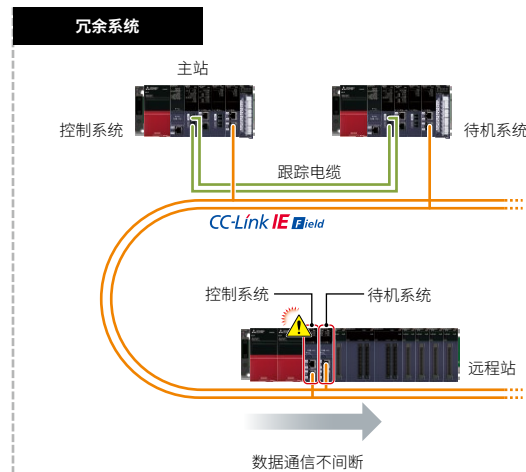 冗余系统
主站
控制系统
待机系统
跟踪电缆
CC-Link IE Field
控制系统
待机系统
远程站
数据通信不间断